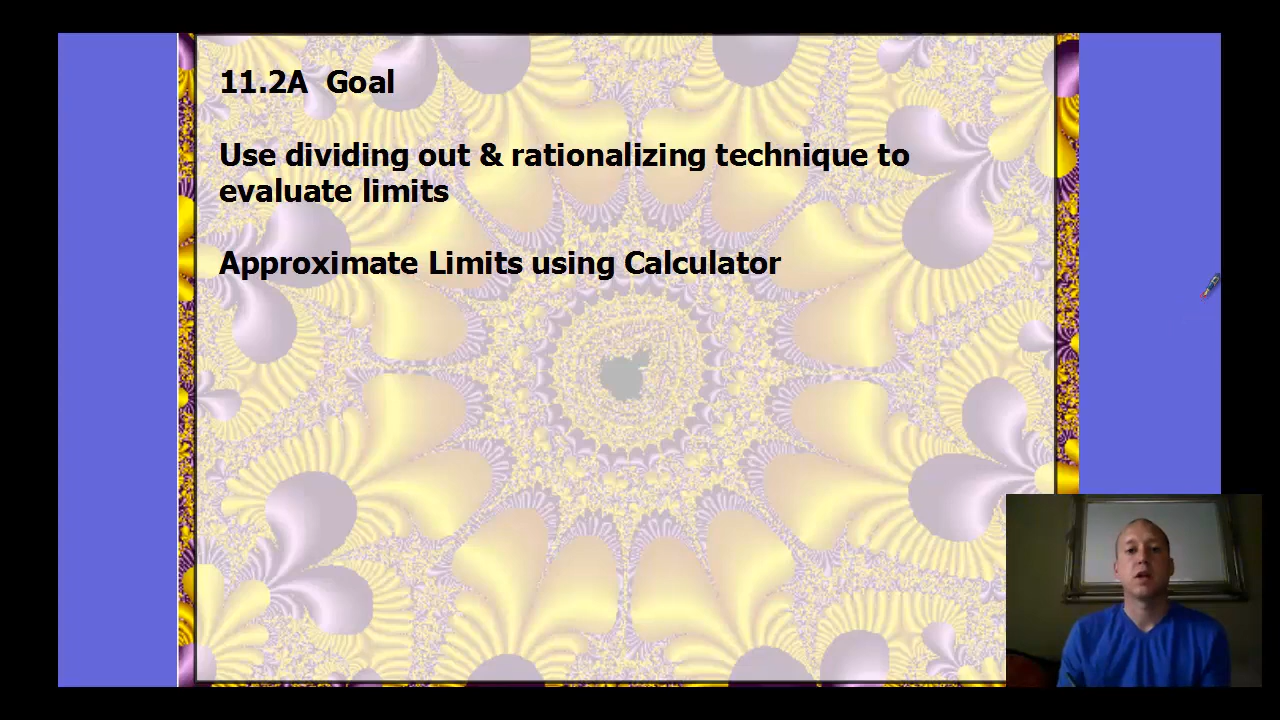 11.2A  Goal
Use dividing out & rationalizing technique to
evaluate limits
Approximate Limits using Calculator